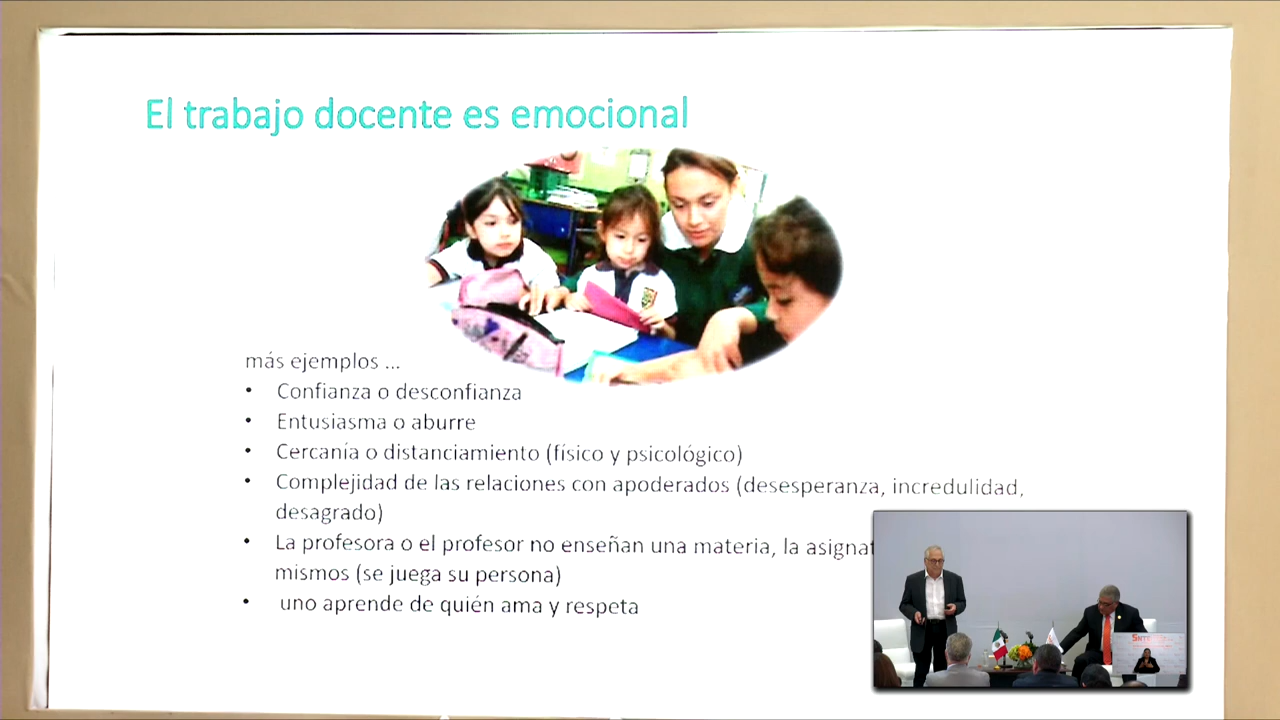 El trabajo docente es emocional
más ejemplos ...
• Confianza o desconfianza
• Entusiasma o aburre
• Cercanía o distanciamiento (físico y psicológico)
• Complejidad de las relaciones con apoderados (desesperanza, incredulidad,
desagrado)
• La profesora o el profesor no enseñan una materia, la
mismos (se juega su persona)
• uno aprende de quién ama y respeta